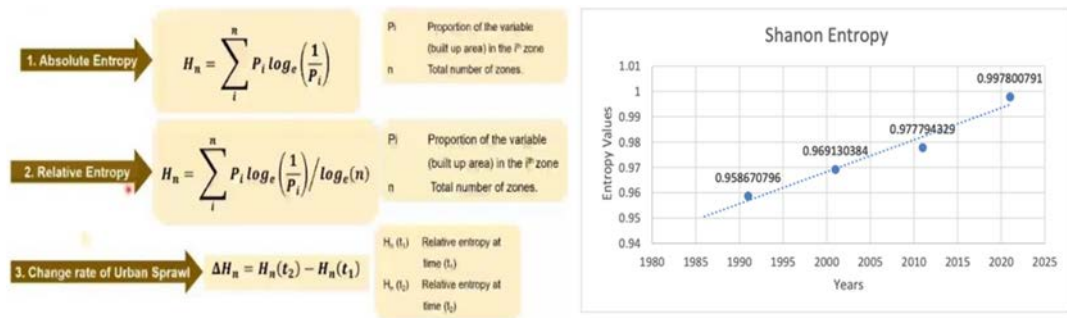 1. Absolute Entropy
Hₙ = ∑ⁿᵢ Pᵢ logₑ(1/Pᵢ)
Pᵢ Proportion of the variable
(built up area) in the iᵗʰ zone
n Total number of zones.
2. Relative Entropy
Hₙ = ∑ⁿᵢ Pᵢ logₑ(1/Pᵢ)/logₑ(n)
Pᵢ Proportion of the variable
(built up area) in the iᵗʰ zone
n Total number of zones.
3. Change rate of Urban Sprawl
ΔHₙ = Hₙ(t₂) − Hₙ(t₁)
Hₙ (t₁) Relative entropy at
time (t₁)
Hₙ (t₂) Relative entropy at
time (t₂)
Shanon Entropy
Entropy Values
1.01
1
0.99
0.98
0.97
0.96
0.95
0.94
0.997800791
0.977794329
0.969130384
0.958670796
1980 1985 1990 1995 2000 2005 2010 2015 2020 2025
Years